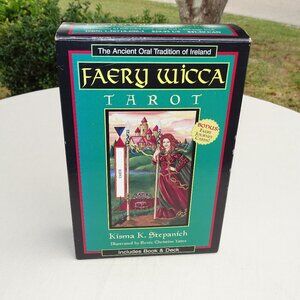 The Ancient Oral Tradition of Ireland
FAERY WICCA
TAROT
BONUS:
Kisma K. Stepanich
Illustrated by Renée Christine Yates
Includes Book & Deck